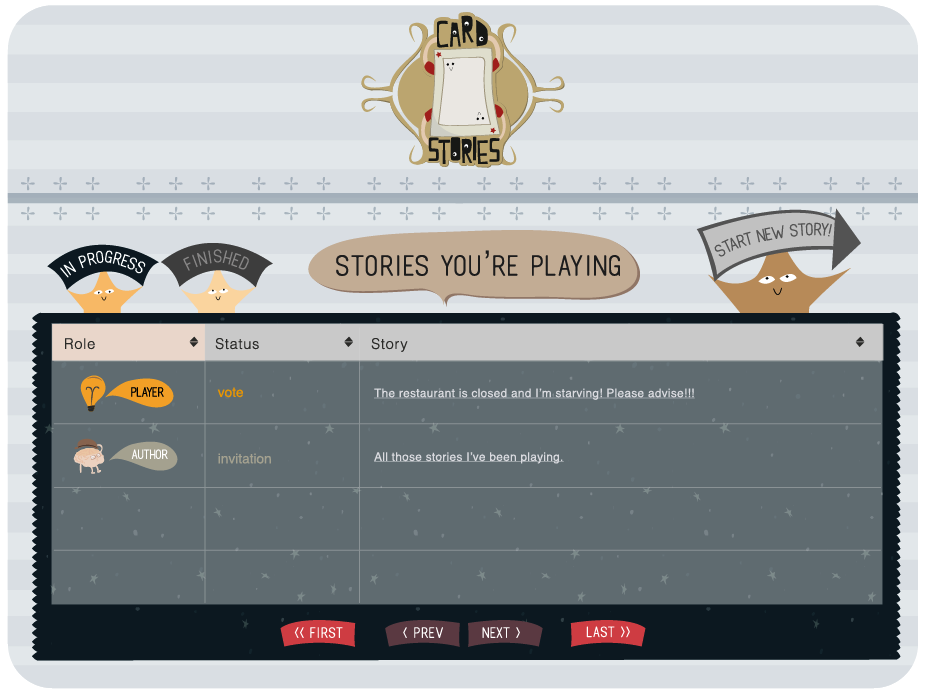 CARD
STORIES
IN PROGRESS
FINISHED
STORIES YOU'RE PLAYING
START NEW STORY!
Role Status Story
PLAYER vote The restaurant is closed and I'm starving! Please advise!!!
AUTHOR invitation All those stories I've been playing.
<< FIRST < PREV NEXT > LAST >>